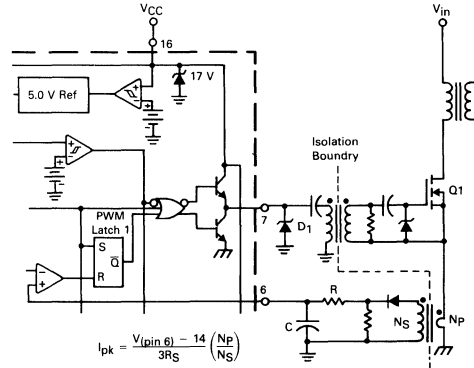 VCC
Vin
16
17 V
5.0 V Ref
Isolation
Boundry
Q1
PWM
Latch 1
7
D1
S
Q
R
6
R
C
NS
NP
Ipk = V(pin 6) – 14 / 3RS (NP/NS)